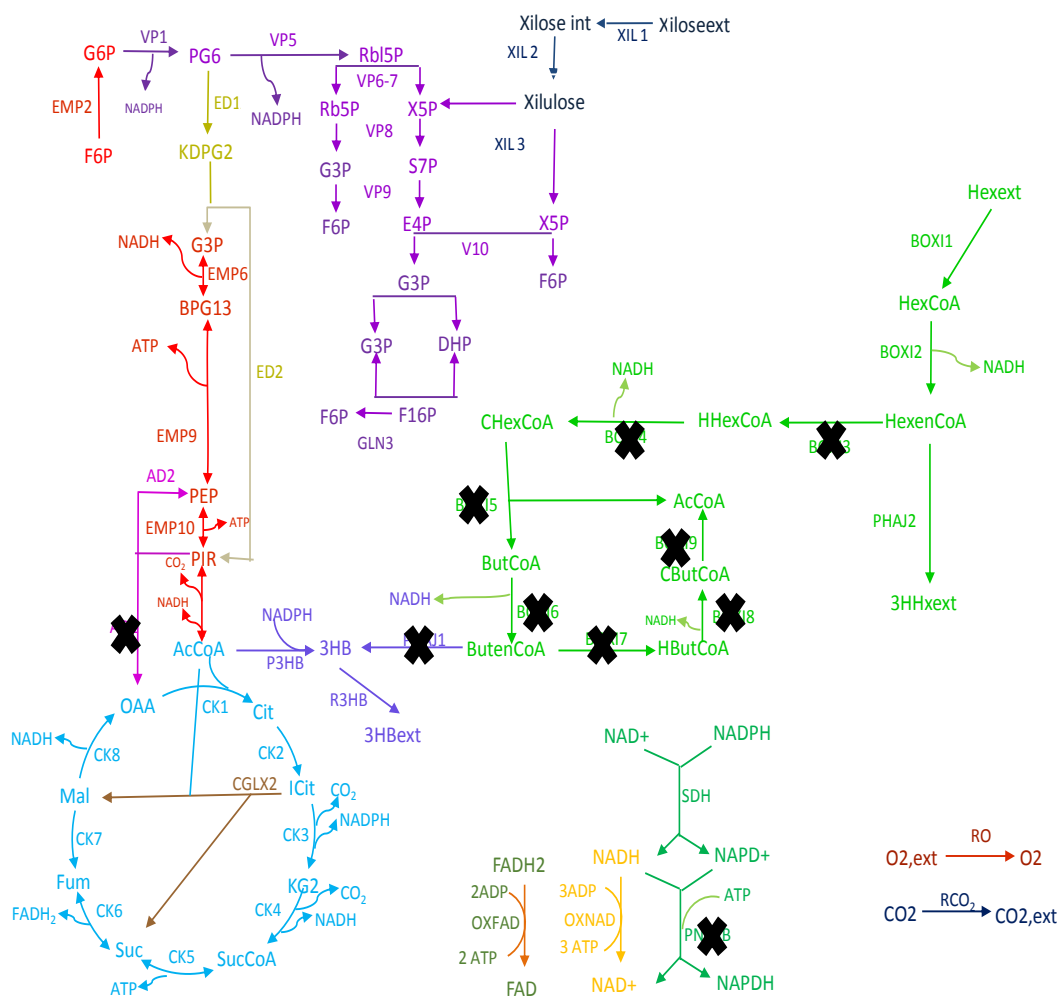 Xilose int
XIL 1
Xiloseext
XIL 2
Xilulose
XIL 3
G6P
VP1
PG6
VP5
Rbl5P
NADPH
NADPH
EMP2
F6P
ED1
KDPG2
VP6-7
Rb5P
X5P
VP8
G3P
S7P
VP9
F6P
E4P
X5P
V10
G3P
F6P
G3P
DHP
F6P
F16P
GLN3
NADH
G3P
EMP6
BPG13
ATP
ED2
EMP9
AD2
PEP
EMP10
ATP
PIR
CO2
NADH
AcCoA
NADPH
P3HB
3HB
R3HB
3HBext
Hexext
BOXI1
HexCoA
BOXI2
NADH
HexenCoA
HHexCoA
CHexCoA
NADH
PHAJ2
3HHxext
AcCoA
ButCoA
NADH
ButenCoA
HButCoA
NADH
CButCoA
OAA
CK1
Cit
NADH
CK8
CK2
Mal
CGLX2
ICit
CO2
CK3
NADPH
CK7
Fum
KG2
CO2
FADH2
CK6
CK4
NADH
Suc
CK5
SucCoA
ATP
NAD+
NADPH
SDH
NADH
NAPD+
ATP
NAD+
NAPDH
FADH2
2ADP
OXFAD
2 ATP
FAD
3ADP
OXNAD
3 ATP
O2,ext
RO
O2
CO2
RCO2
CO2,ext